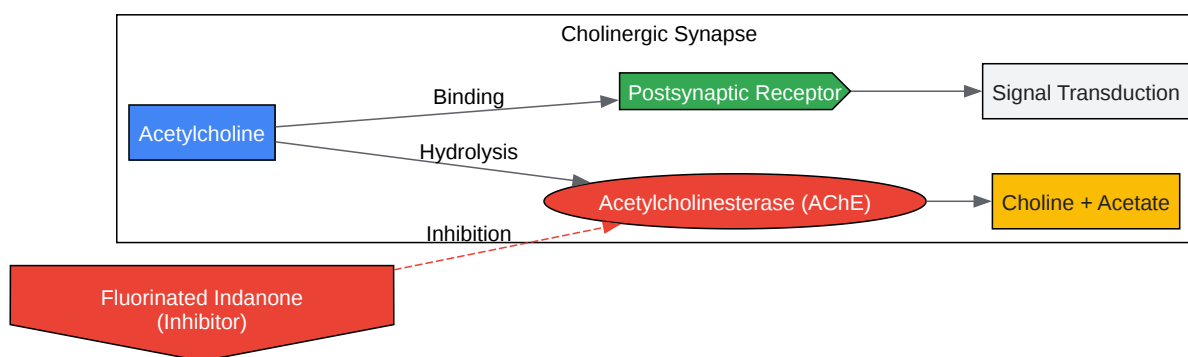 Cholinergic Synapse
Binding
Postsynaptic Receptor
Signal Transduction
Acetylcholine
Hydrolysis
Acetylcholinesterase (AChE)
Choline + Acetate
Inhibition
Fluorinated Indanone
(Inhibitor)